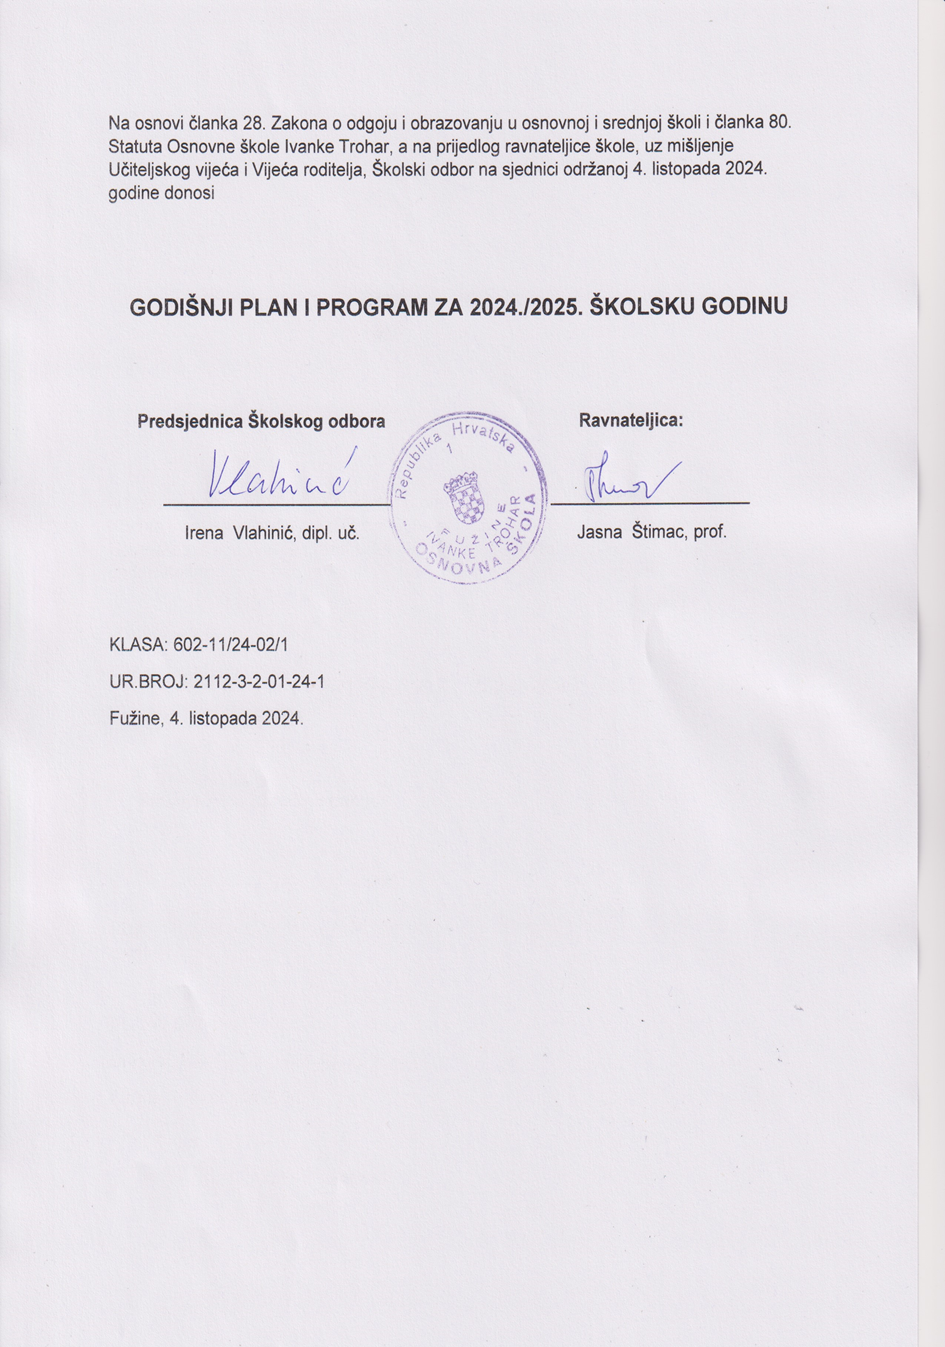 Na osnovi članka 28. Zakona o odgoju i obrazovanju u osnovnoj i srednjoj školi i članka 80.
Statuta Osnovne škole Ivanke Trohar, a na prijedlog ravnateljice škole, uz mišljenje
Učiteljskog vijeća i Vijeća roditelja, Školski odbor na sjednici održanoj 4. listopada 2024.
godine donosi
GODIŠNJI PLAN I PROGRAM ZA 2024./2025. ŠKOLSKU GODINU
Predsjednica Školskog odbora
Ravnateljica:
Vlahinić
Republika Hrvatska
1
FUŽINE
IVANKE TROHAR
OSNOVNA ŠKOLA
Irena Vlahinić, dipl. uč.
Jasna Štimac, prof.
KLASA: 602-11/24-02/1
UR.BROJ: 2112-3-2-01-24-1
Fužine, 4. listopada 2024.